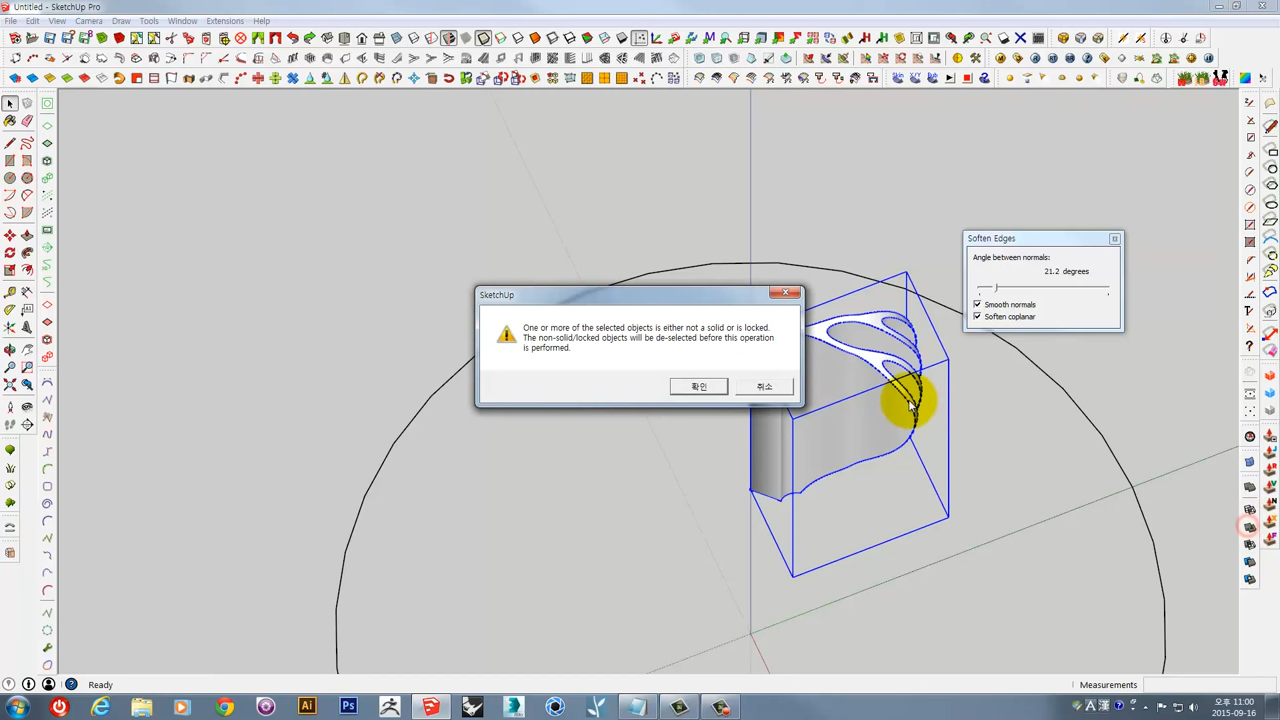 Untitled - SketchUp Pro
File Edit View Camera Draw Tools Window Extensions Help
Soften Edges
Angle between normals:
21.2 degrees
Smooth normals
Soften coplanar
SketchUp
One or more of the selected objects is either not a solid or is locked.
The non-solid/locked objects will be de-selected before this operation
is performed.
확인 취소
Ready
Measurements
Ai Ps
A 漢
오후 11:00
2015-09-16